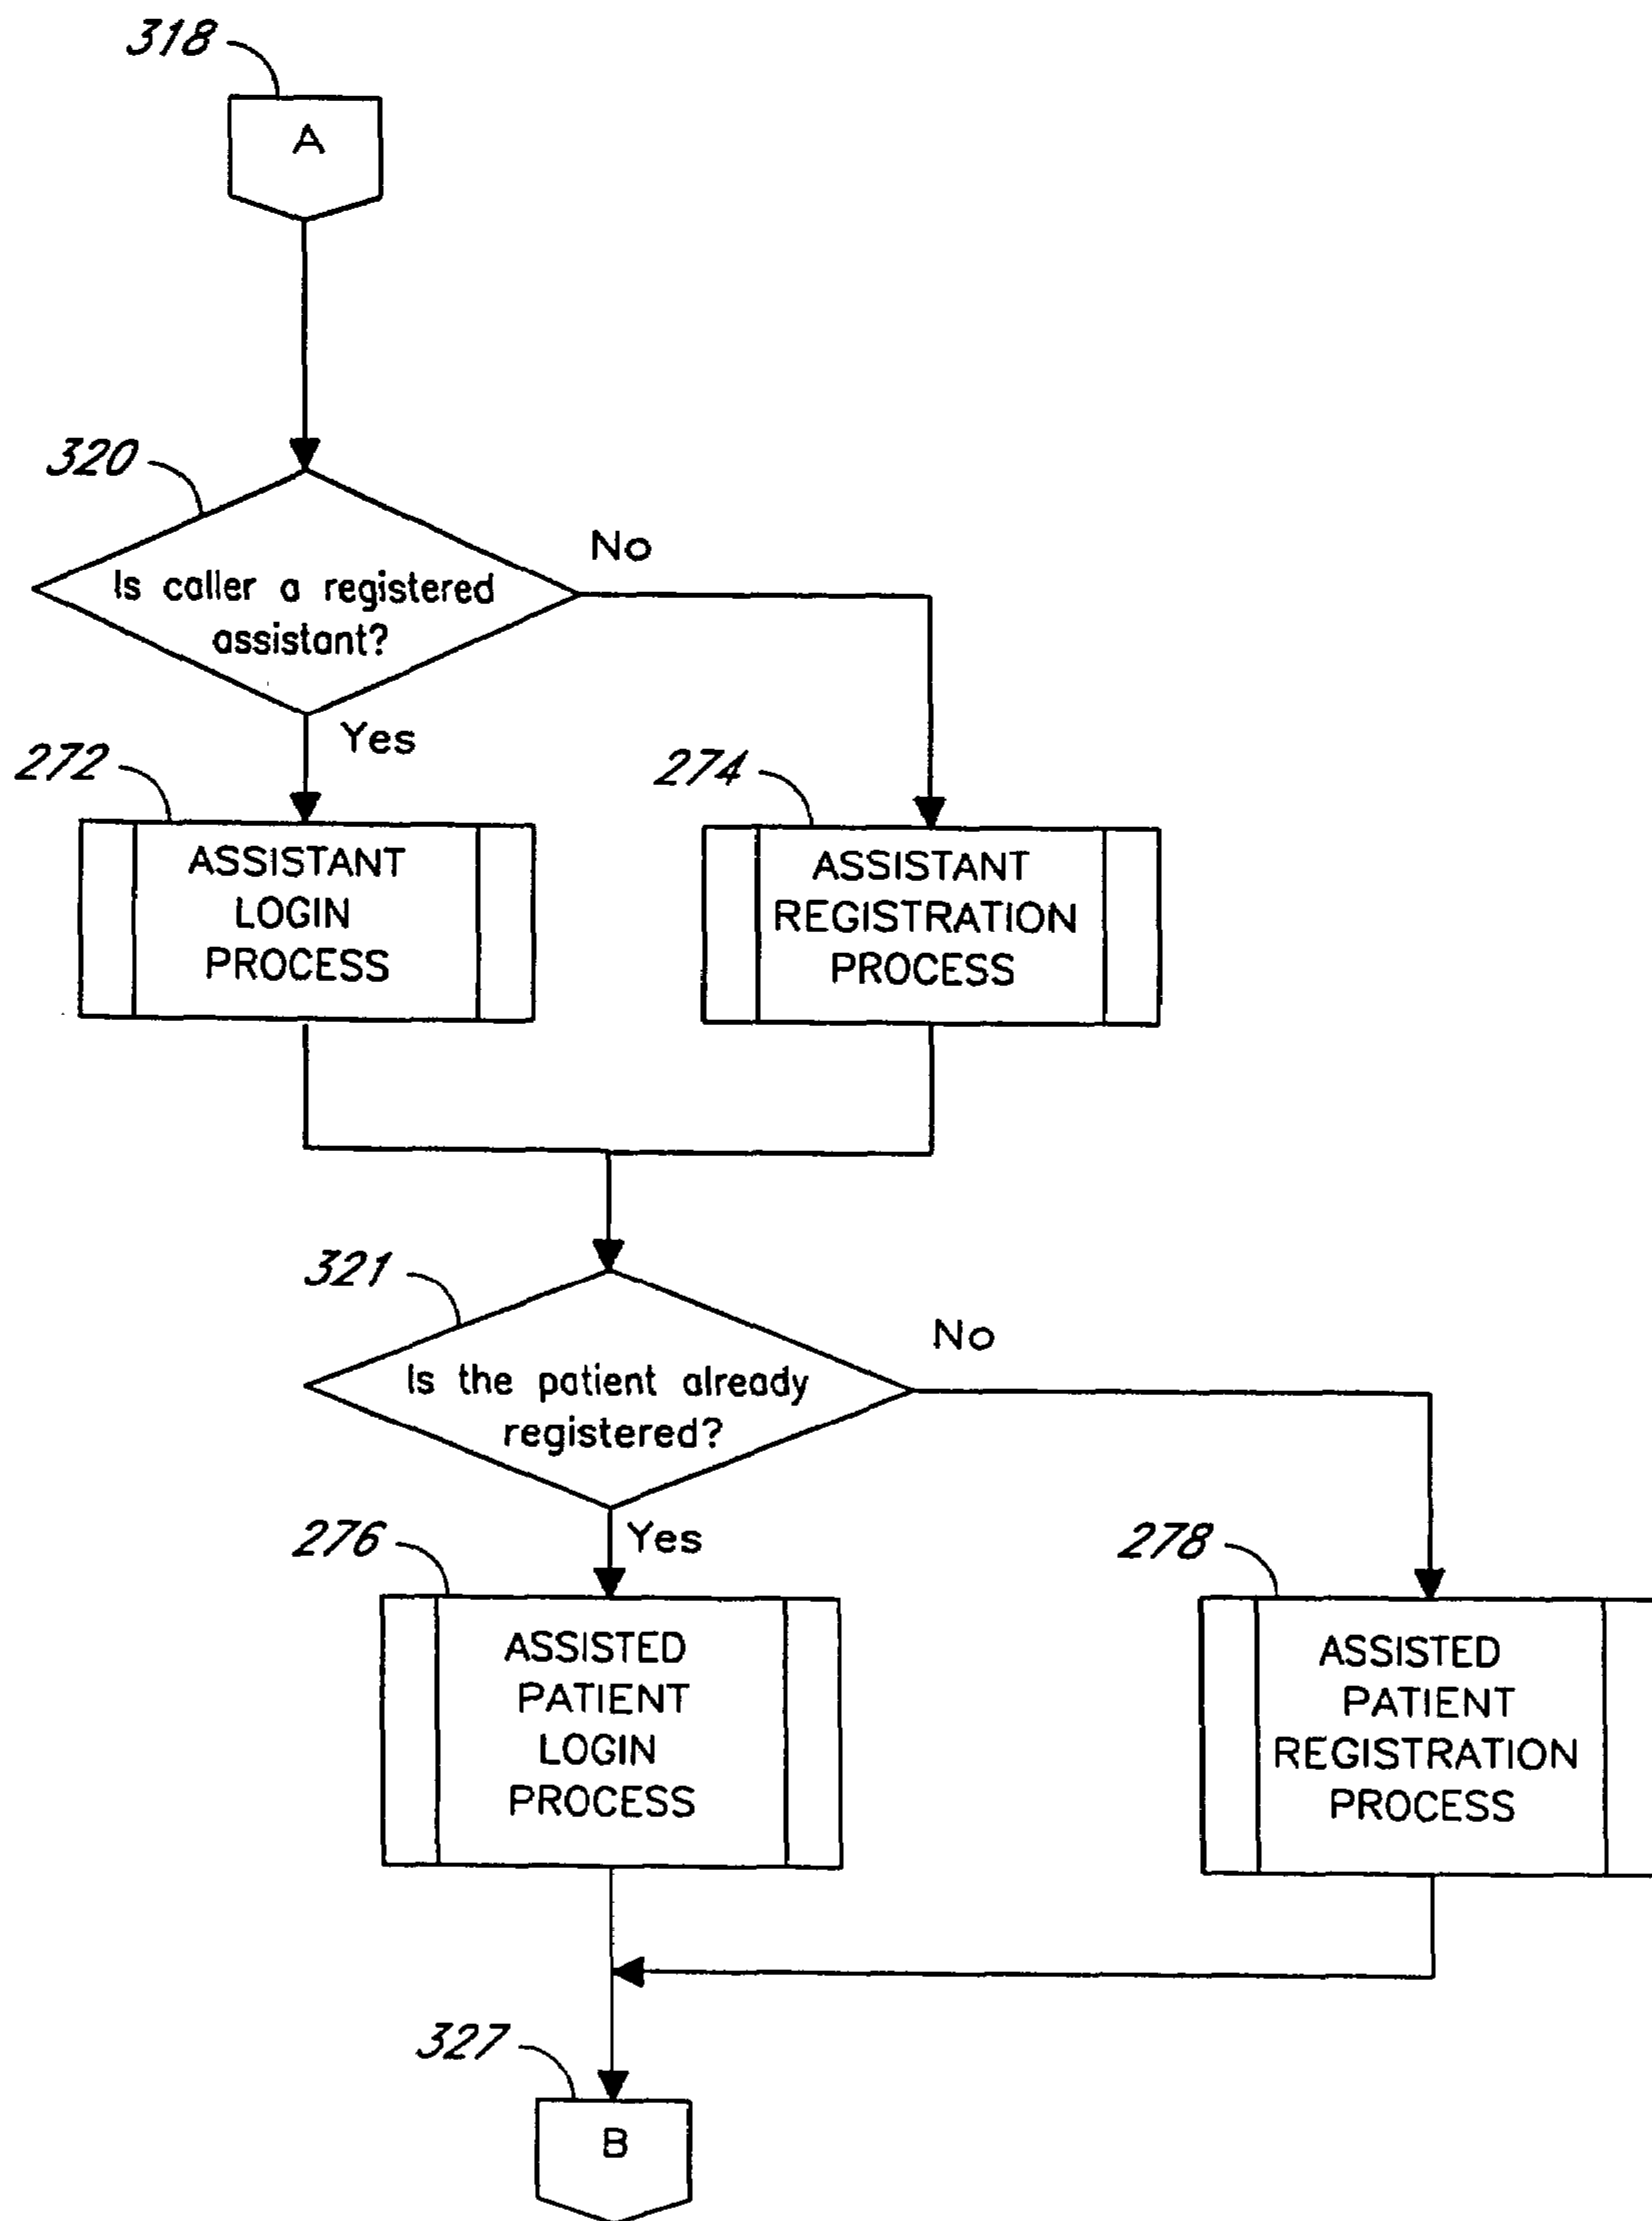 318
A
320
No
Is caller a registered
assistant?
Yes
272
274
ASSISTANT
LOGIN
PROCESS
ASSISTANT
REGISTRATION
PROCESS
321
No
Is the patient already
registered?
Yes
276
278
ASSISTED
PATIENT
LOGIN
PROCESS
ASSISTED
PATIENT
REGISTRATION
PROCESS
327
B